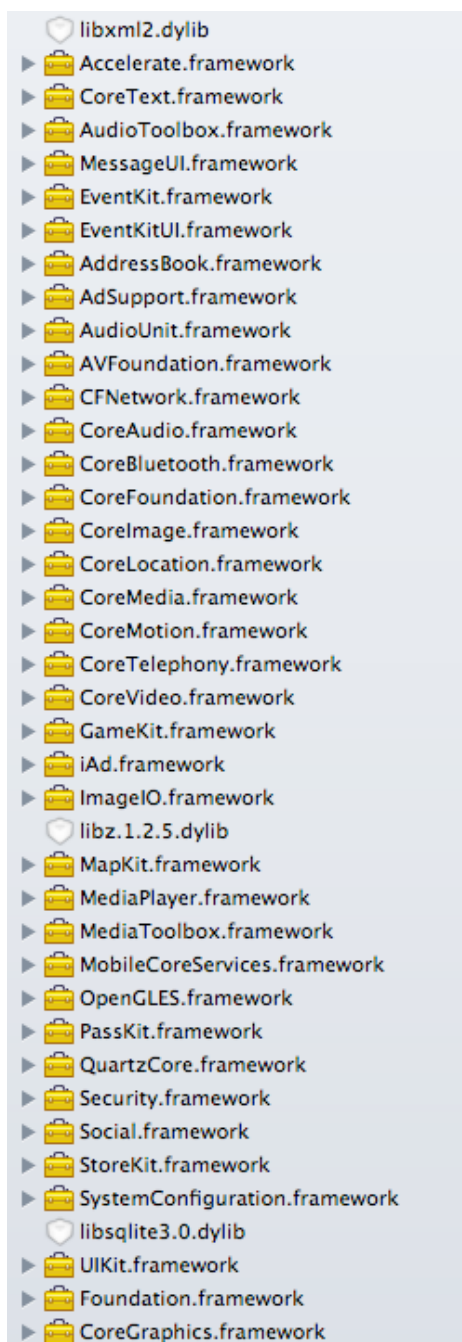 libxml2.dylib
Accelerate.framework
CoreText.framework
AudioToolbox.framework
MessageUI.framework
EventKit.framework
EventKitUI.framework
AddressBook.framework
AdSupport.framework
AudioUnit.framework
AVFoundation.framework
CFNetwork.framework
CoreAudio.framework
CoreBluetooth.framework
CoreFoundation.framework
CoreImage.framework
CoreLocation.framework
CoreMedia.framework
CoreMotion.framework
CoreTelephony.framework
CoreVideo.framework
GameKit.framework
iAd.framework
ImageIO.framework
libz.1.2.5.dylib
MapKit.framework
MediaPlayer.framework
MediaToolbox.framework
MobileCoreServices.framework
OpenGLES.framework
PassKit.framework
QuartzCore.framework
Security.framework
Social.framework
StoreKit.framework
SystemConfiguration.framework
libsqlite3.0.dylib
UIKit.framework
Foundation.framework
CoreGraphics.framework